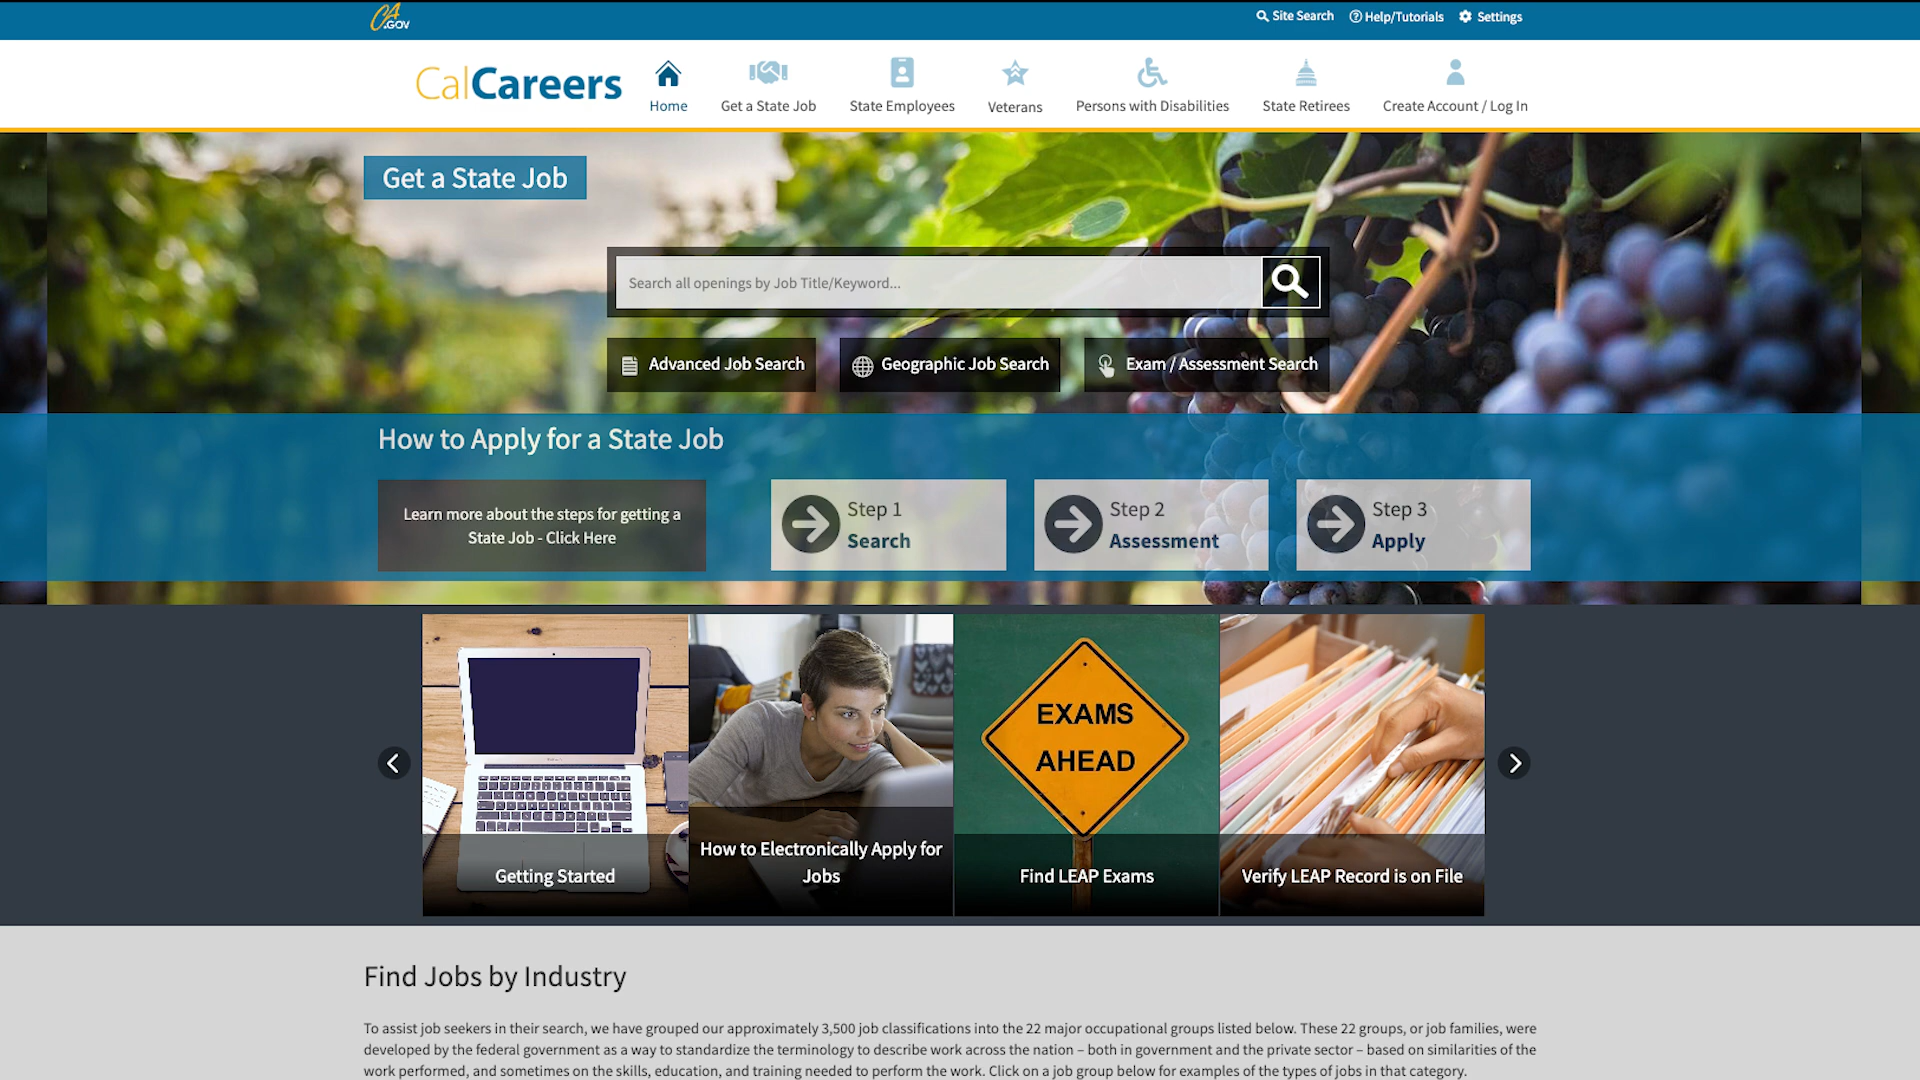 CA.GOV
Site Search
Help/Tutorials
Settings
CalCareers
Home
Get a State Job
State Employees
Veterans
Persons with Disabilities
State Retirees
Create Account / Log In
Get a State Job
Search all openings by Job Title/Keyword...
Advanced Job Search
Geographic Job Search
Exam / Assessment Search
How to Apply for a State Job
Learn more about the steps for getting a
State Job - Click Here
Step 1
Search
Step 2
Assessment
Step 3
Apply
Getting Started
How to Electronically Apply for
Jobs
EXAMS
AHEAD
Find LEAP Exams
Verify LEAP Record is on File
Find Jobs by Industry
To assist job seekers in their search, we have grouped our approximately 3,500 job classifications into the 22 major occupational groups listed below. These 22 groups, or job families, were
developed by the federal government as a way to standardize the terminology to describe work across the nation – both in government and the private sector – based on similarities of the
work performed, and sometimes on the skills, education, and training needed to perform the work. Click on a job group below for examples of the types of jobs in that category.